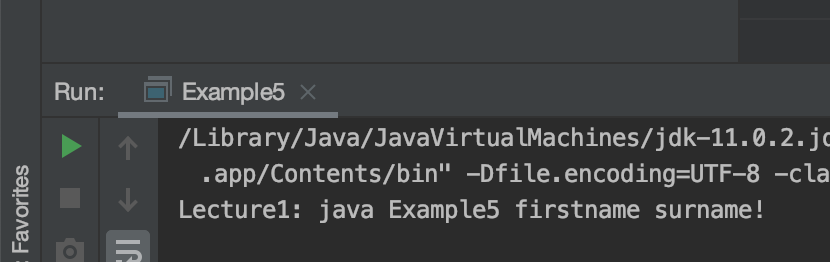 Run: Example5
/Library/Java/JavaVirtualMachines/jdk-11.0.2.jd
.app/Contents/bin" -Dfile.encoding=UTF-8 -cla
Lecture1: java Example5 firstname surname!
Favorites